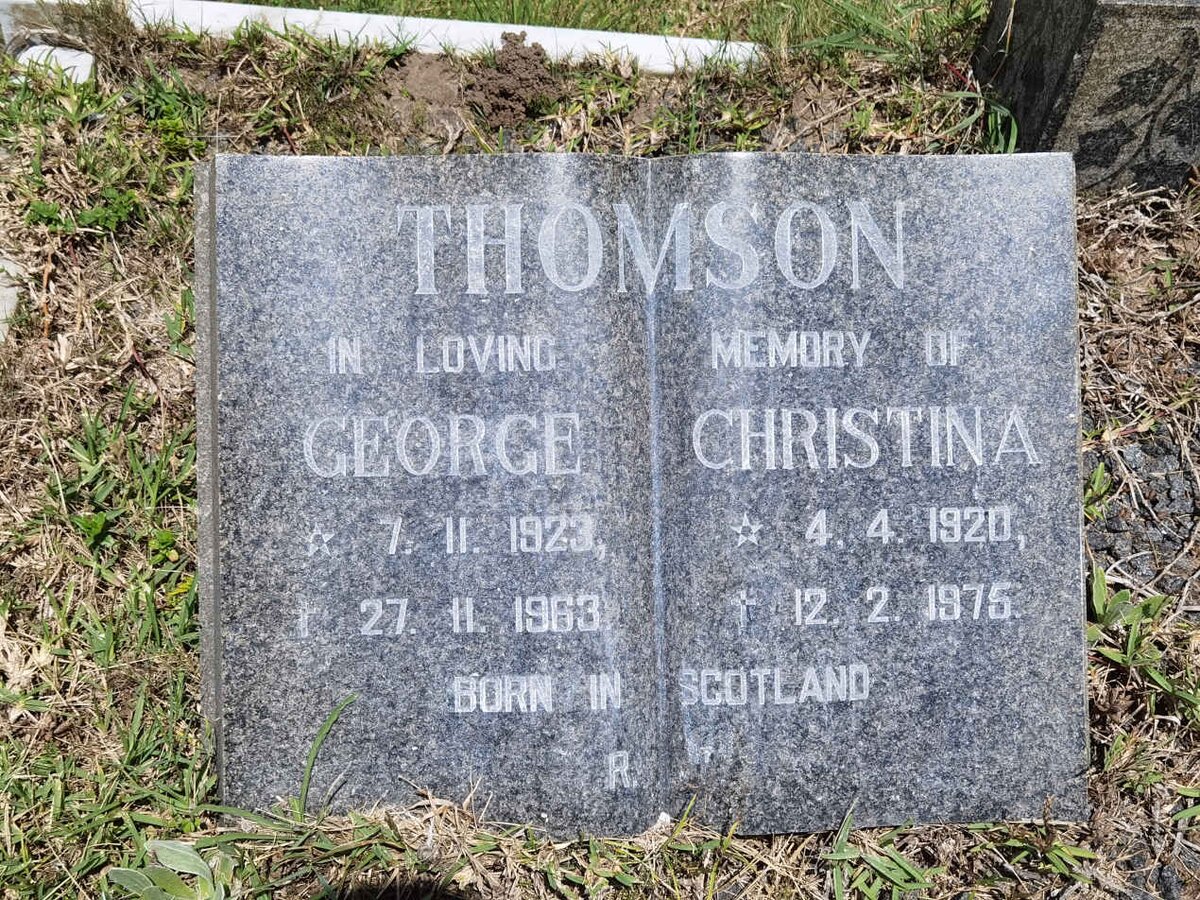 THOMSON
IN LOVING MEMORY OF
GEORGE CHRISTINA
☆ 7. 11. 1923, ☆ 4. 4. 1920,
† 27. 11. 1963. † 12. 2. 1975.
BORN IN SCOTLAND
R.